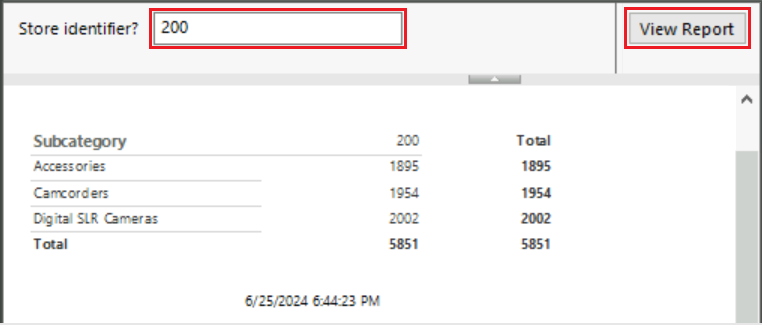 Store identifier? 200 View Report
Subcategory 200 Total
Accessories 1895 1895
Camcorders 1954 1954
Digital SLR Cameras 2002 2002
Total 5851 5851
6/25/2024 6:44:23 PM